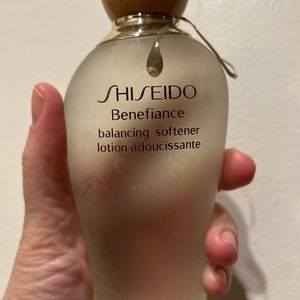 SHISEIDO
Benefiance
balancing softener
lotion adoucissante